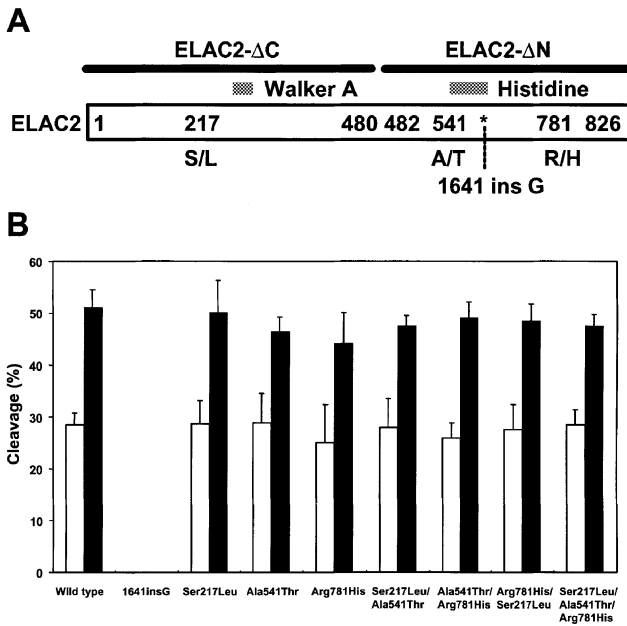 A
ELAC2-ΔC ELAC2-ΔN
Walker A Histidine
ELAC2 1 217 480 482 541 * 781 826
S/L A/T R/H
1641 ins G
B
Cleavage (%)
60
50
40
30
20
10
0
Wild type 1641insG Ser217Leu Ala541Thr Arg781His Ser217Leu/ Ala541Thr/ Arg781His/ Ser217Leu/
Ala541Thr Arg781His Ser217Leu Ala541Thr/
Arg781His